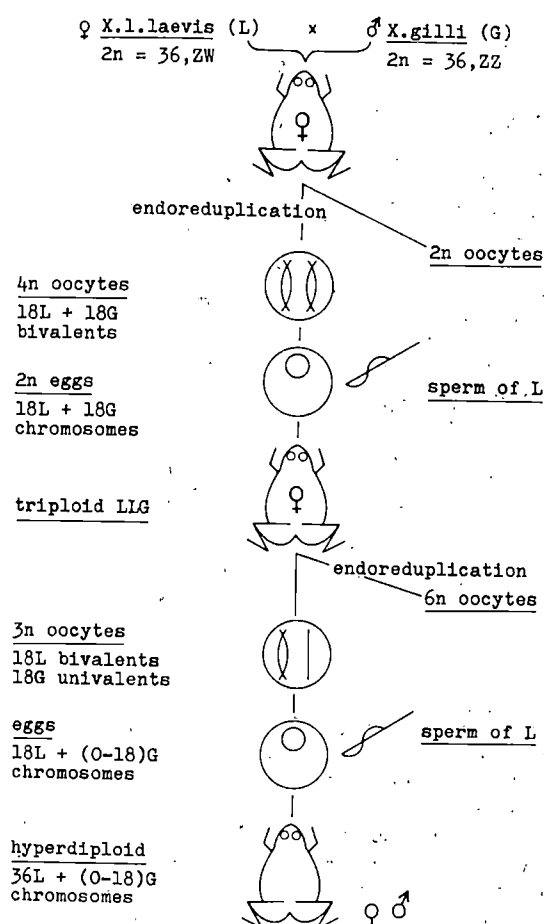 ♀ X.l.laevis (L) x ♂ X.gilli (G)
2n = 36,ZW 2n = 36,ZZ
♀
endoreduplication
2n oocytes
4n oocytes
18L + 18G
bivalents
2n eggs
18L + 18G
chromosomes
sperm of L
triploid LLG
♀
endoreduplication
6n oocytes
3n oocytes
18L bivalents
18G univalents
eggs
18L + (0-18)G
chromosomes
sperm of L
hyperdiploid
36L + (0-18)G
chromosomes
♀ ♂